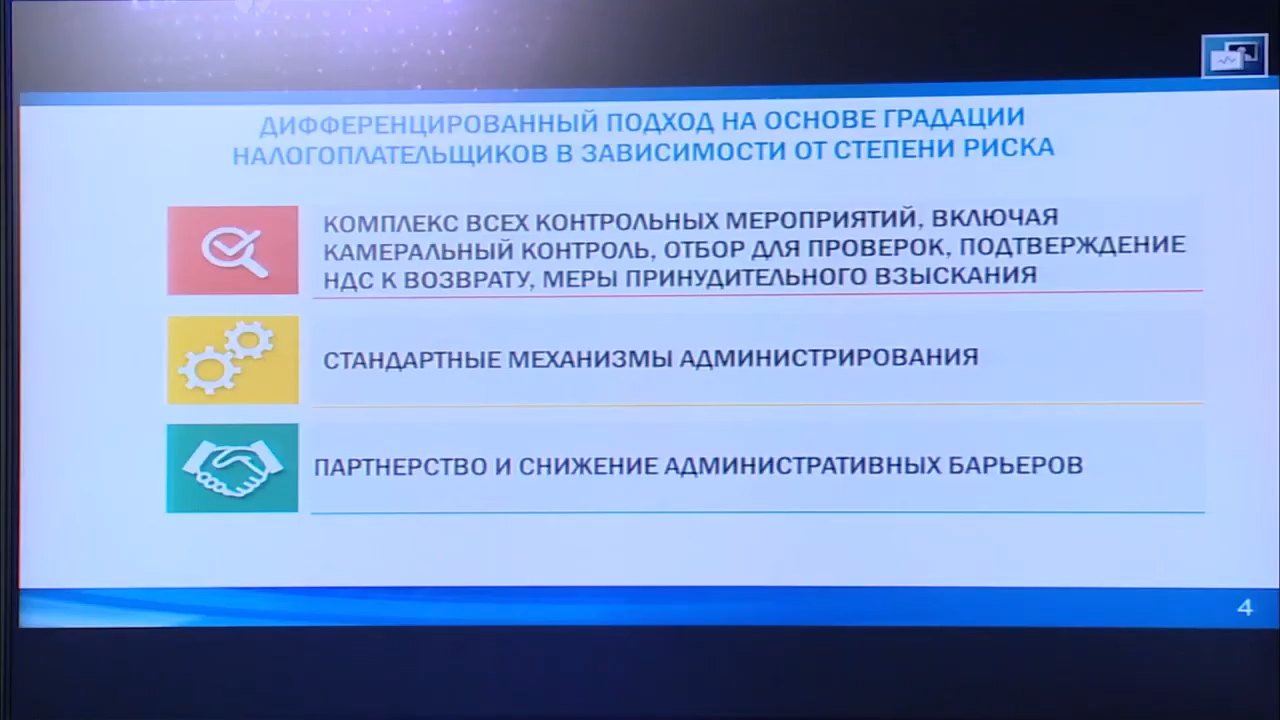 ДИФФЕРЕНЦИРОВАННЫЙ ПОДХОД НА ОСНОВЕ ГРАДАЦИИ
НАЛОГОПЛАТЕЛЬЩИКОВ В ЗАВИСИМОСТИ ОТ СТЕПЕНИ РИСКА
КОМПЛЕКС ВСЕХ КОНТРОЛЬНЫХ МЕРОПРИЯТИЙ, ВКЛЮЧАЯ
КАМЕРАЛЬНЫЙ КОНТРОЛЬ, ОТБОР ДЛЯ ПРОВЕРОК, ПОДТВЕРЖДЕНИЕ
НДС К ВОЗВРАТУ, МЕРЫ ПРИНУДИТЕЛЬНОГО ВЗЫСКАНИЯ
СТАНДАРТНЫЕ МЕХАНИЗМЫ АДМИНИСТРИРОВАНИЯ
ПАРТНЕРСТВО И СНИЖЕНИЕ АДМИНИСТРАТИВНЫХ БАРЬЕРОВ
4